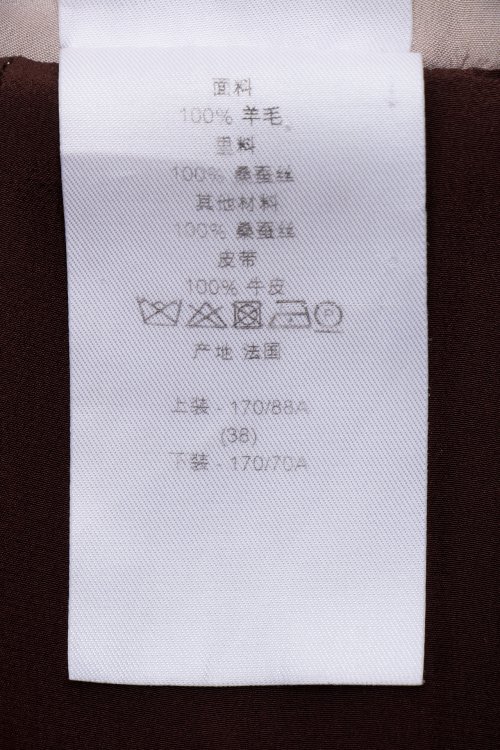 面料
100% 羊毛
里料
100% 桑蚕丝
其他材料
100% 桑蚕丝
皮带
100% 牛皮
P
产地 法国
上装 - 170/88A
(38)
下装 - 170/70A